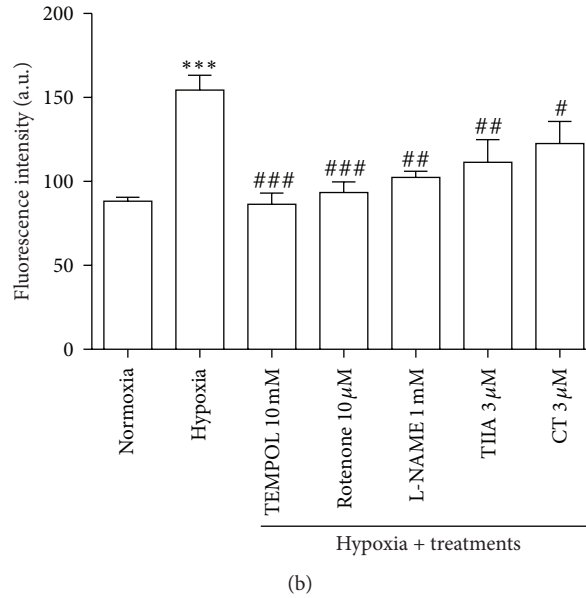 200
150
100
50
0
Fluorescence intensity (a.u.)
***
###
###
##
##
#
Normoxia
Hypoxia
TEMPOL 10 mM
Rotenone 10 μM
L-NAME 1 mM
TIIA 3 μM
CT 3 μM
Hypoxia + treatments
(b)